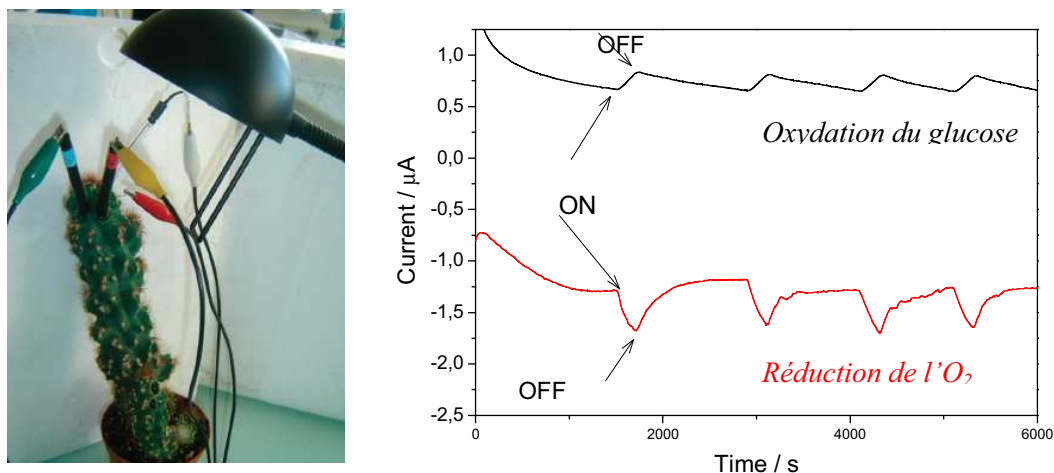 OFF
1,0
0,5
Oxydation du glucose
0,0
Current / µA
-0,5
ON
-1,0
-1,5
-2,0
OFF
Réduction de l'O2
-2,5
0
2000
4000
6000
Time / s